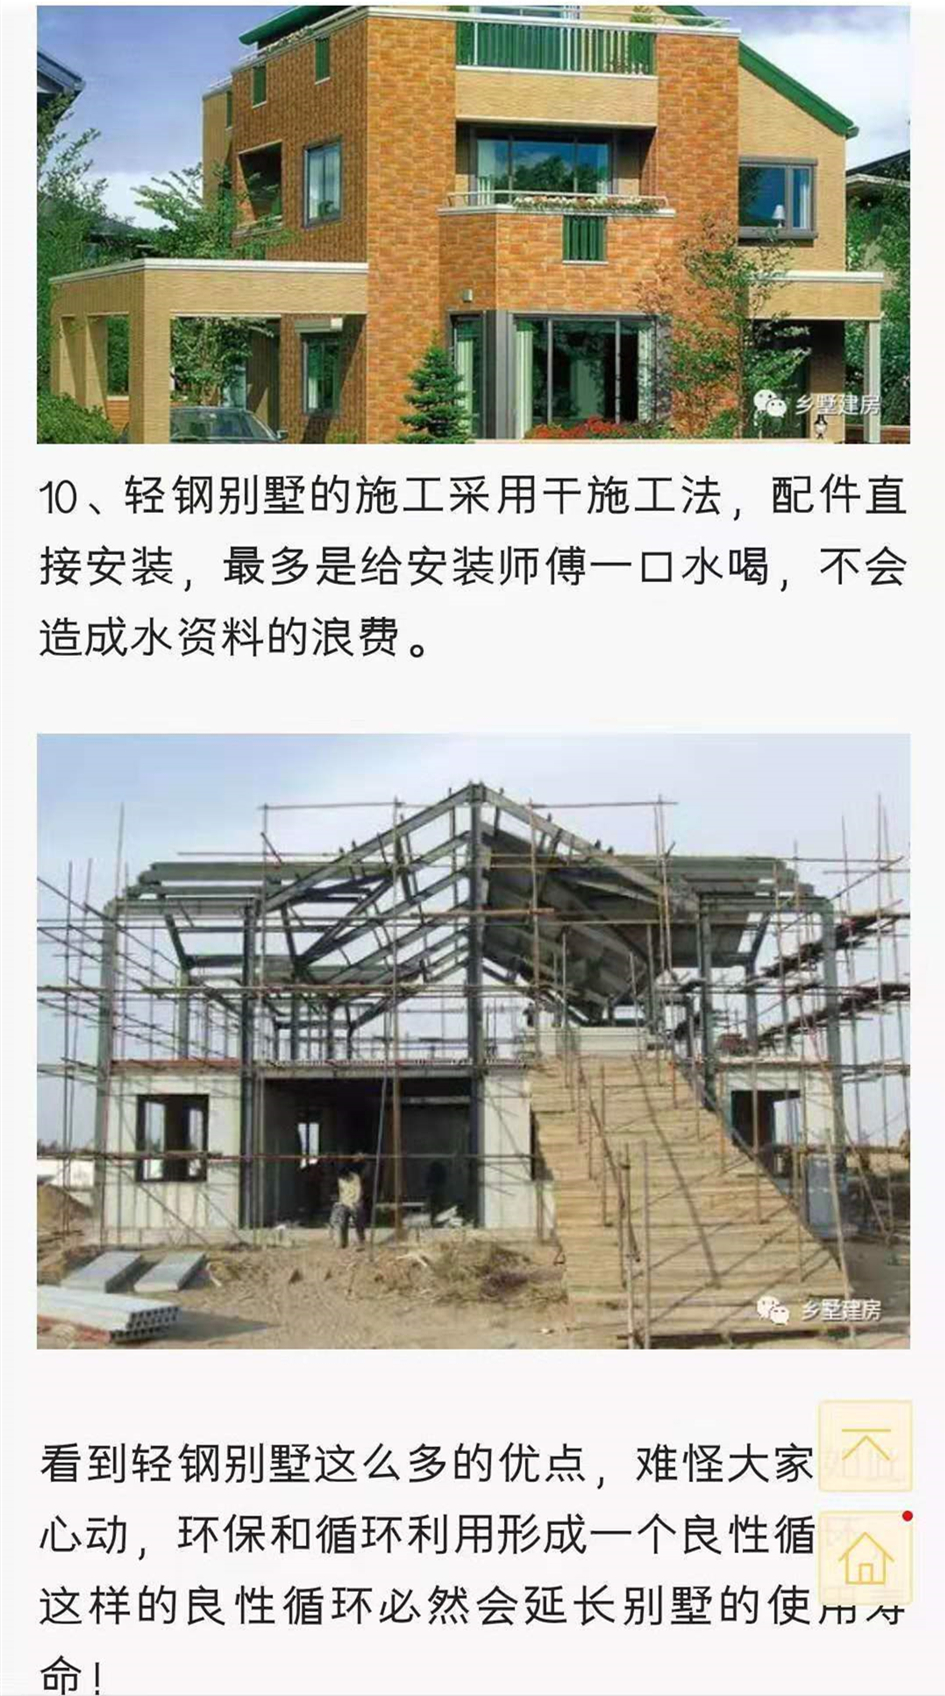 乡墅建房
10、轻钢别墅的施工采用干施工法，配件直
接安装，最多是给安装师傅一口水喝，不会
造成水资料的浪费。
乡墅建房
看到轻钢别墅这么多的优点，难怪大家如此
心动，环保和循环利用形成一个良性循
这样的良性循环必然会延长别墅的使用寿
命！